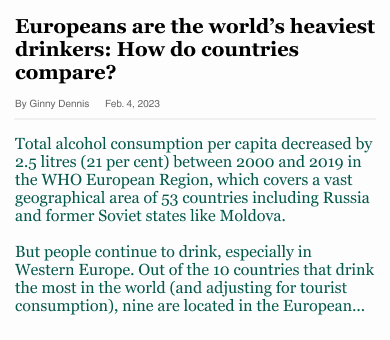 Europeans are the world’s heaviest
drinkers: How do countries
compare?
By Ginny Dennis Feb. 4, 2023
Total alcohol consumption per capita decreased by
2.5 litres (21 per cent) between 2000 and 2019 in
the WHO European Region, which covers a vast
geographical area of 53 countries including Russia
and former Soviet states like Moldova.
But people continue to drink, especially in
Western Europe. Out of the 10 countries that drink
the most in the world (and adjusting for tourist
consumption), nine are located in the European...